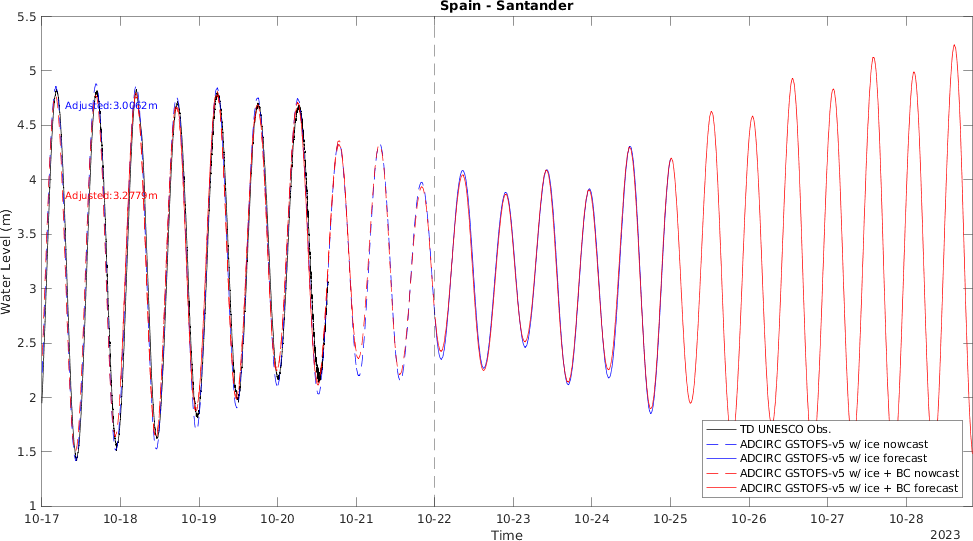 Spain - Santander
5.5
5
4.5
4
3.5
3
2.5
2
1.5
1
Water Level (m)
Adjusted:3.0062m
Adjusted:3.2779m
TD UNESCO Obs.
ADCIRC GSTOFS-v5 w/ ice nowcast
ADCIRC GSTOFS-v5 w/ ice forecast
ADCIRC GSTOFS-v5 w/ ice + BC nowcast
ADCIRC GSTOFS-v5 w/ ice + BC forecast
10-17 10-18 10-19 10-20 10-21 10-22 10-23 10-24 10-25 10-26 10-27 10-28
Time
2023